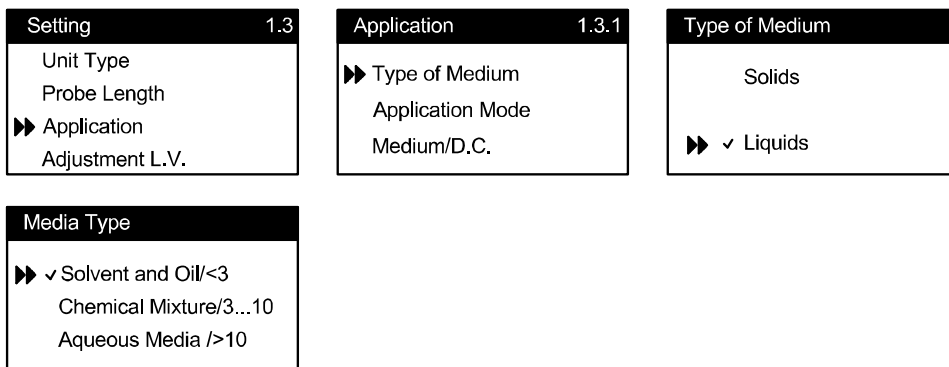 Setting 1.3
Unit Type
Probe Length
Application
Adjustment L.V.
Application 1.3.1
Type of Medium
Application Mode
Medium/D.C.
Type of Medium
Solids
✓ Liquids
Media Type
✓ Solvent and Oil/<3
Chemical Mixture/3...10
Aqueous Media />10